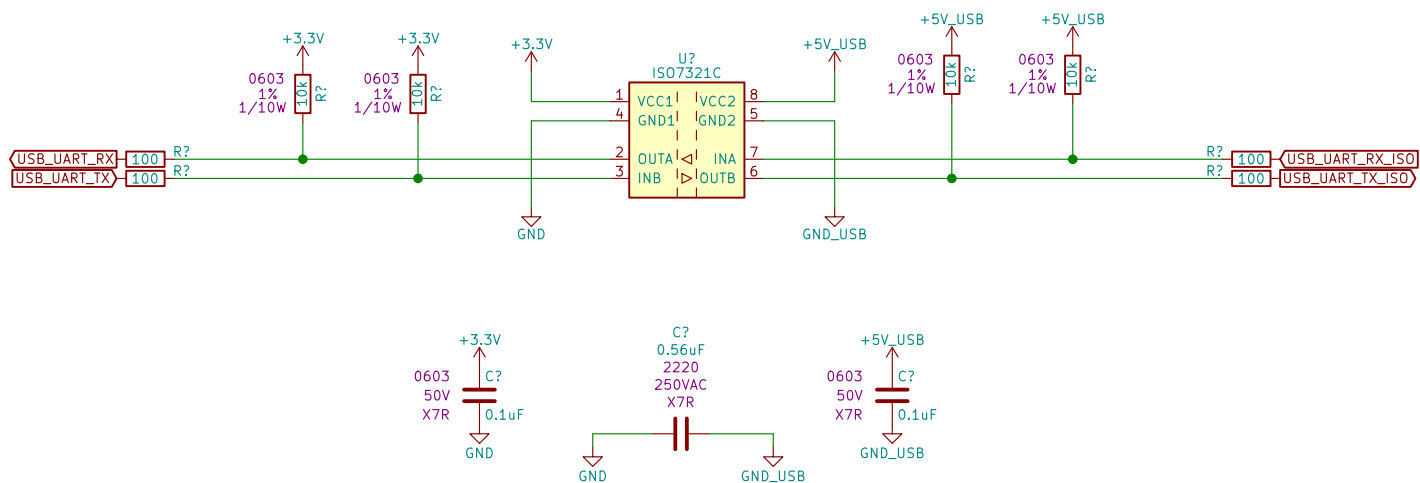 +5V_USB
+5V_USB
+3.3V
+3.3V
+3.3V
+5V_USB
U?
ISO7321C
0603
1%
1/10W
10k
R?
0603
1%
1/10W
10k
R?
0603
1%
1/10W
10k
R?
0603
1%
1/10W
10k
R?
1
VCC1
VCC2
8
4
GND1
GND2
5
2
OUTA
INA
7
3
INB
OUTB
6
USB_UART_RX
100
R?
USB_UART_TX
100
R?
R?
100
USB_UART_RX_ISO
R?
100
USB_UART_TX_ISO
GND
GND_USB
+3.3V
0603
50V
X7R
C?
0.1uF
GND
C?
0.56uF
2220
250VAC
X7R
GND
GND_USB
+5V_USB
0603
50V
X7R
C?
0.1uF
GND_USB